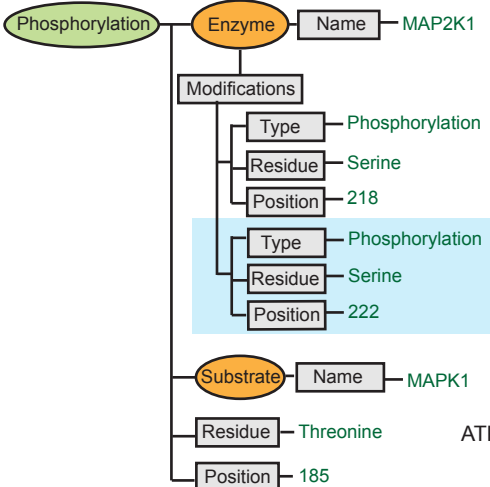 Phosphorylation Enzyme Name MAP2K1
Modifications
Type Phosphorylation
Residue Serine
Position 218
Type Phosphorylation
Residue Serine
Position 222
Substrate Name MAPK1
Residue Threonine
Position 185